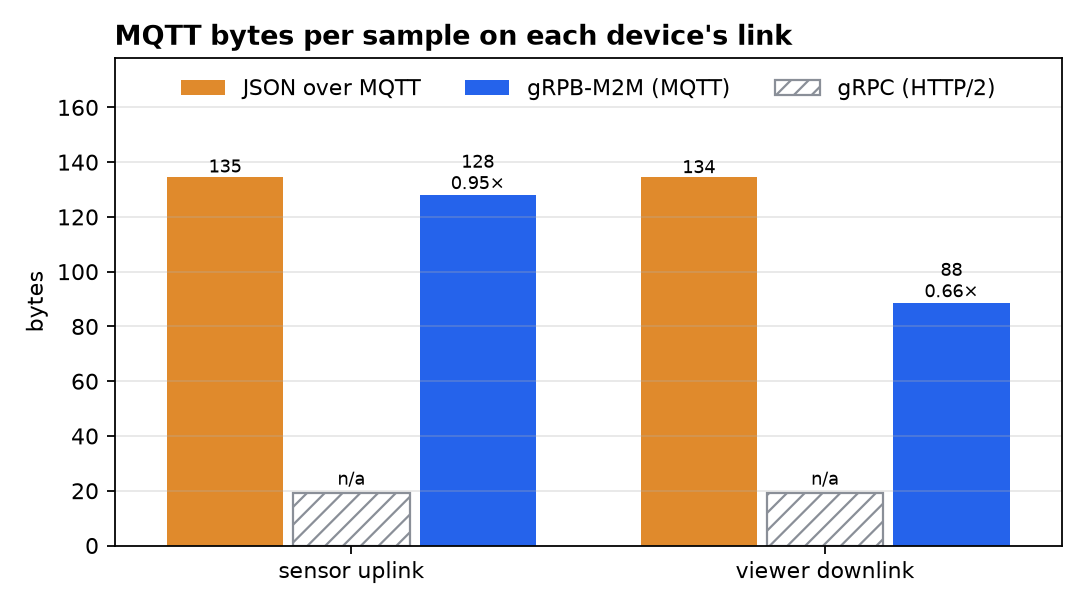 MQTT bytes per sample on each device's link
JSON over MQTT
gRPB-M2M (MQTT)
gRPC (HTTP/2)
bytes
160
140
120
100
80
60
40
20
0
135
n/a
128
0.95×
134
n/a
88
0.66×
sensor uplink
viewer downlink